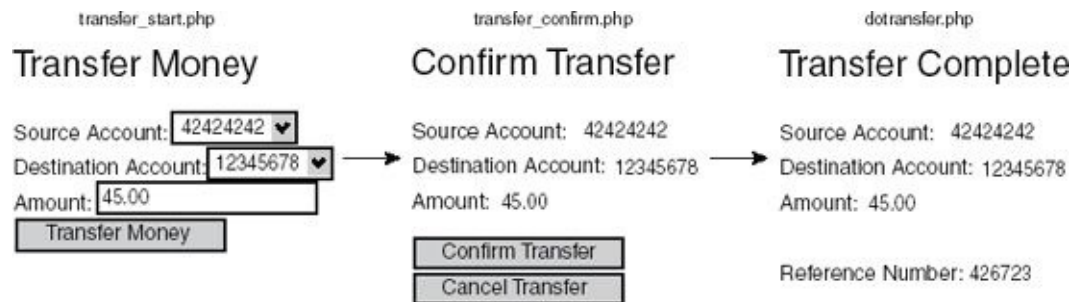 transfer_start.php
Transfer Money
Source Account: 42424242
Destination Account: 12345678
Amount: 45.00
Transfer Money
transfer_confirm.php
Confirm Transfer
Source Account: 42424242
Destination Account: 12345678
Amount: 45.00
Confirm Transfer
Cancel Transfer
dotransfer.php
Transfer Complete
Source Account: 42424242
Destination Account: 12345678
Amount: 45.00
Reference Number: 426723